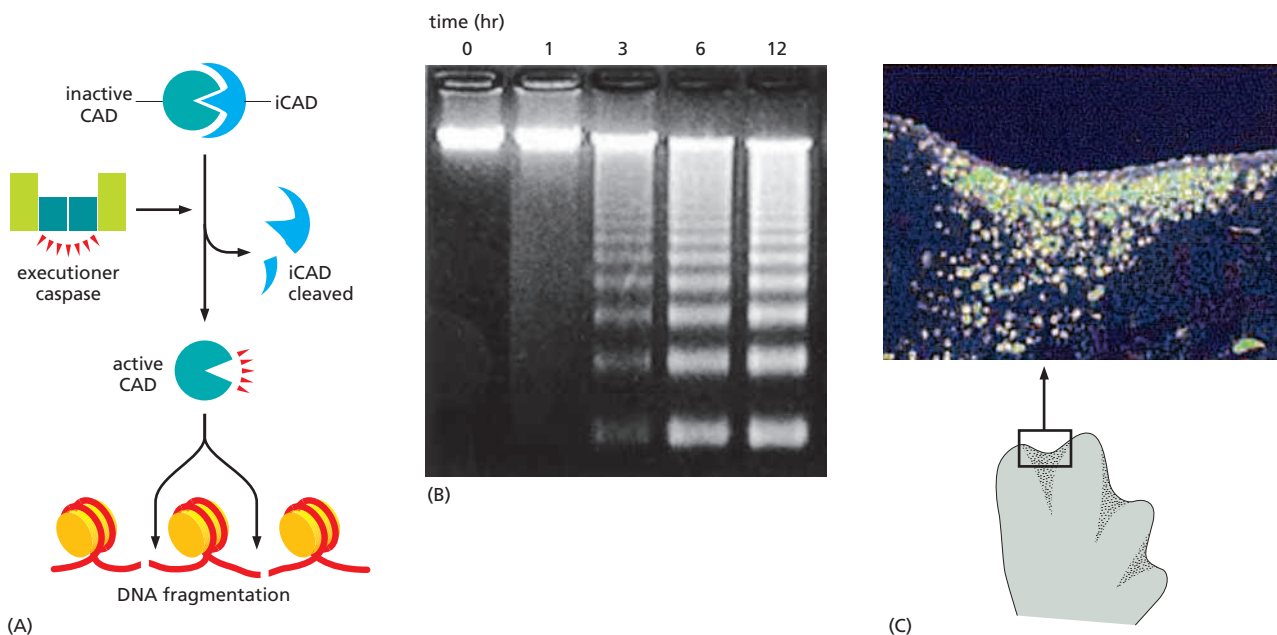 inactive
CAD
iCAD
executioner
caspase
iCAD
cleaved
active
CAD
DNA fragmentation
(A)
time (hr)
0 1 3 6 12
(B)
(C)